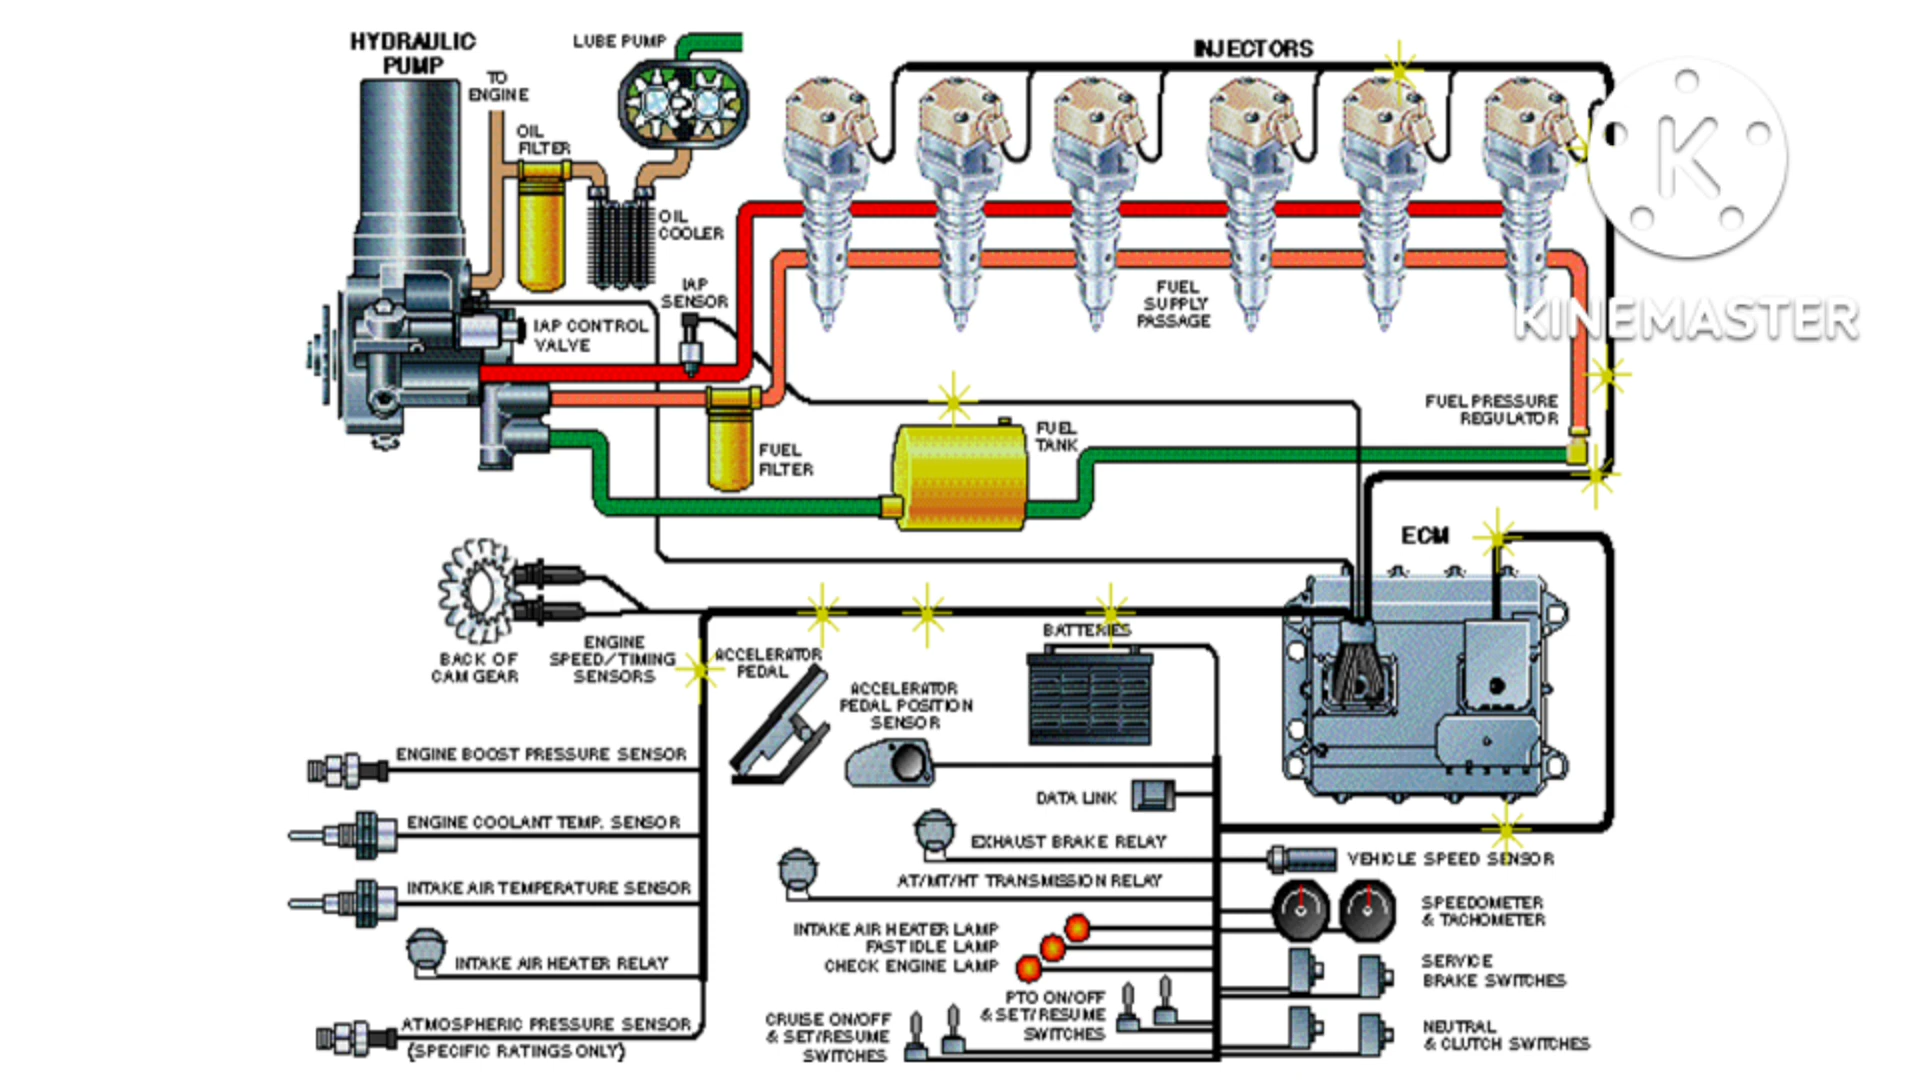 HYDRAULIC
PUMP
TO
ENGINE
LUBE PUMP
OIL
FILTER
OIL
COOLER
INJECTORS
K
KINEMASTER
IAP
SENSOR
IAP CONTROL
VALVE
FUEL
SUPPLY
PASSAGE
FUEL PRESSURE
REGULATOR
FUEL
TANK
FUEL
FILTER
ECM
BACK OF
CAM GEAR
ENGINE
SPEED/TIMING
SENSORS
ACCELERATOR
PEDAL
BATTERIES
ACCELERATOR
PEDAL POSITION
SENSOR
ENGINE BOOST PRESSURE SENSOR
DATA LINK
ENGINE COOLANT TEMP. SENSOR
EXHAUST BRAKE RELAY
VEHICLE SPEED SENSOR
INTAKE AIR TEMPERATURE SENSOR
AT/MT/HT TRANSMISSION RELAY
SPEEDOMETER
& TACHOMETER
INTAKE AIR HEATER LAMP
FAST IDLE LAMP
CHECK ENGINE LAMP
INTAKE AIR HEATER RELAY
SERVICE
BRAKE SWITCHES
PTO ON/OFF
& SET/RESUME
SWITCHES
ATMOSPHERIC PRESSURE SENSOR
(SPECIFIC RATINGS ONLY)
CRUISE ON/OFF
& SET/RESUME
SWITCHES
NEUTRAL
& CLUTCH SWITCHES